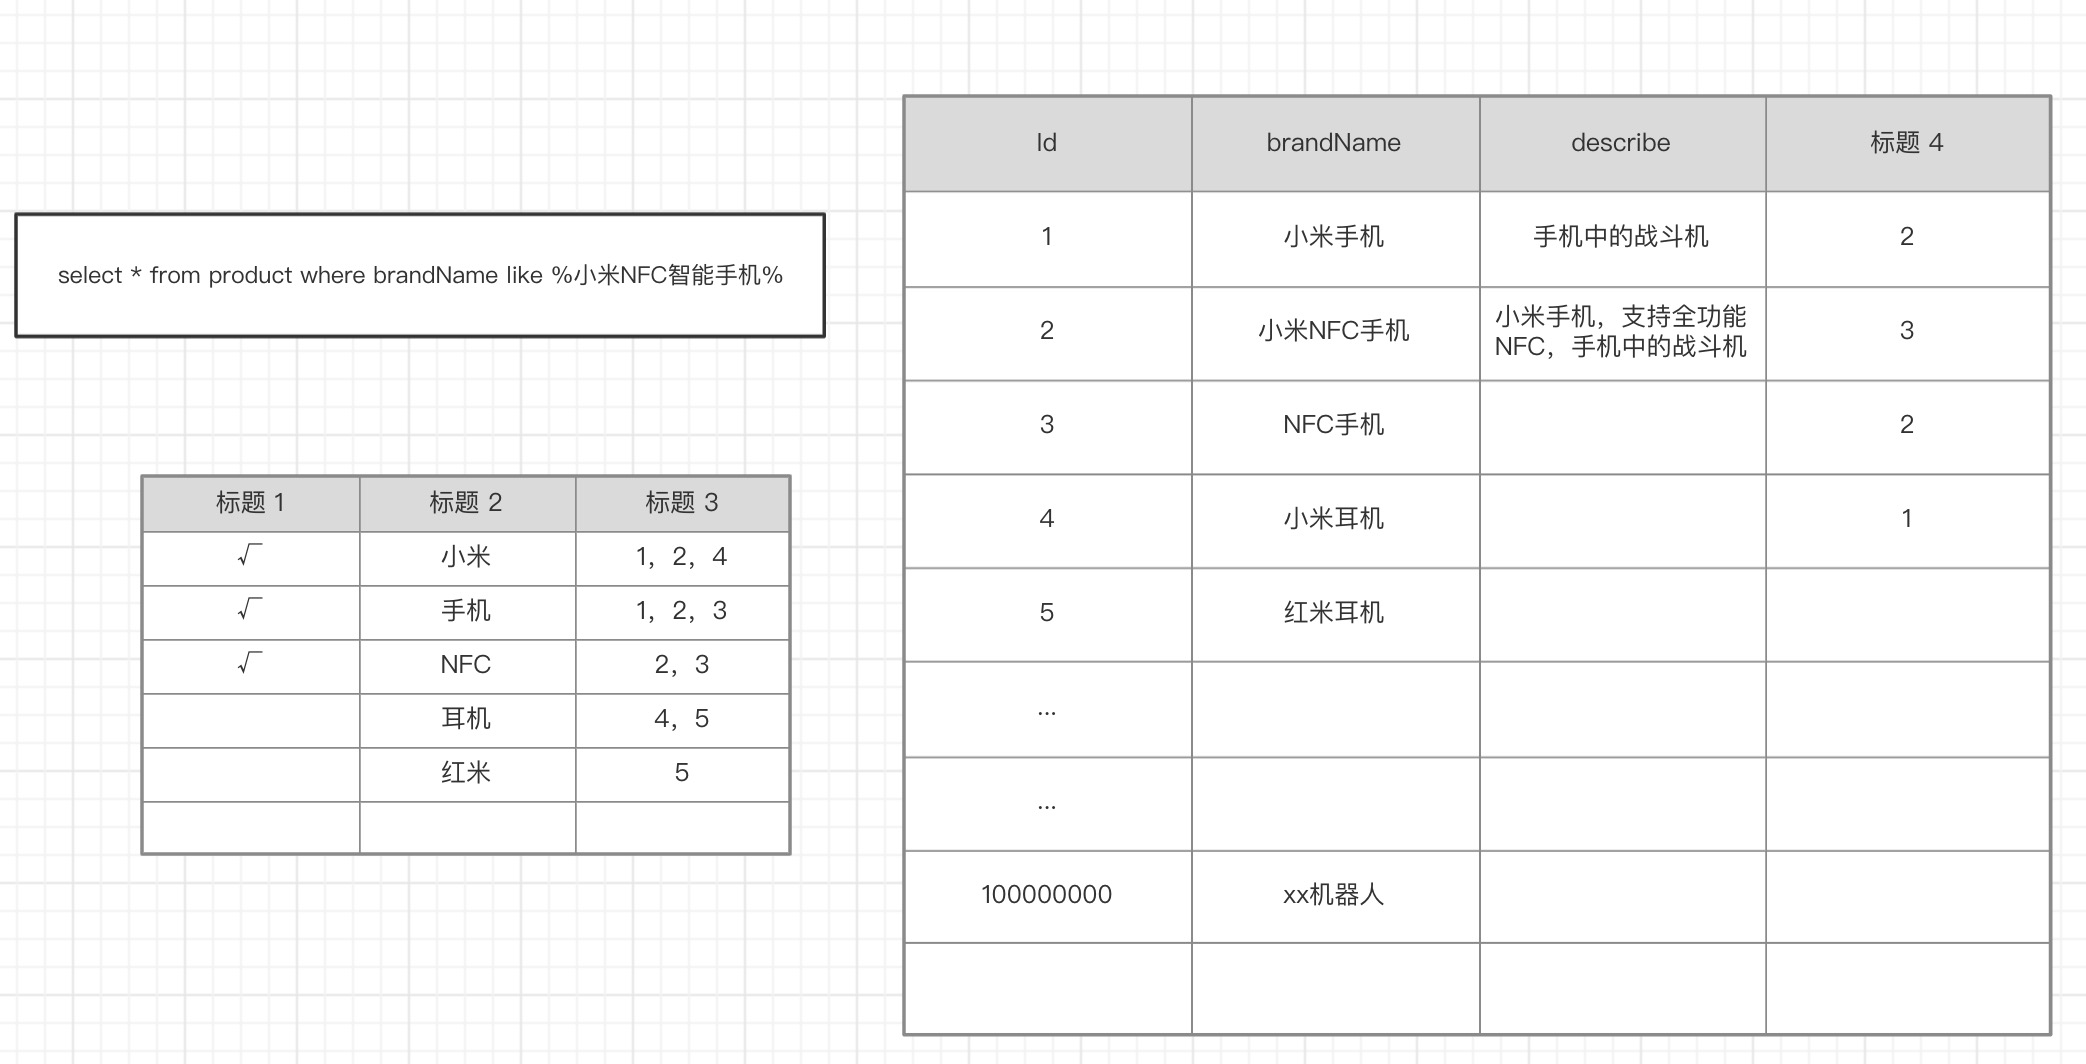 select * from product where brandName like %小米NFC智能手机%
标题 1 标题 2 标题 3
√ 小米 1，2，4
√ 手机 1，2，3
√ NFC 2，3
耳机 4，5
红米 5
Id brandName describe 标题 4
1 小米手机 手机中的战斗机 2
2 小米NFC手机 小米手机，支持全功能
NFC，手机中的战斗机 3
3 NFC手机 2
4 小米耳机 1
5 红米耳机
...
...
100000000 xx机器人